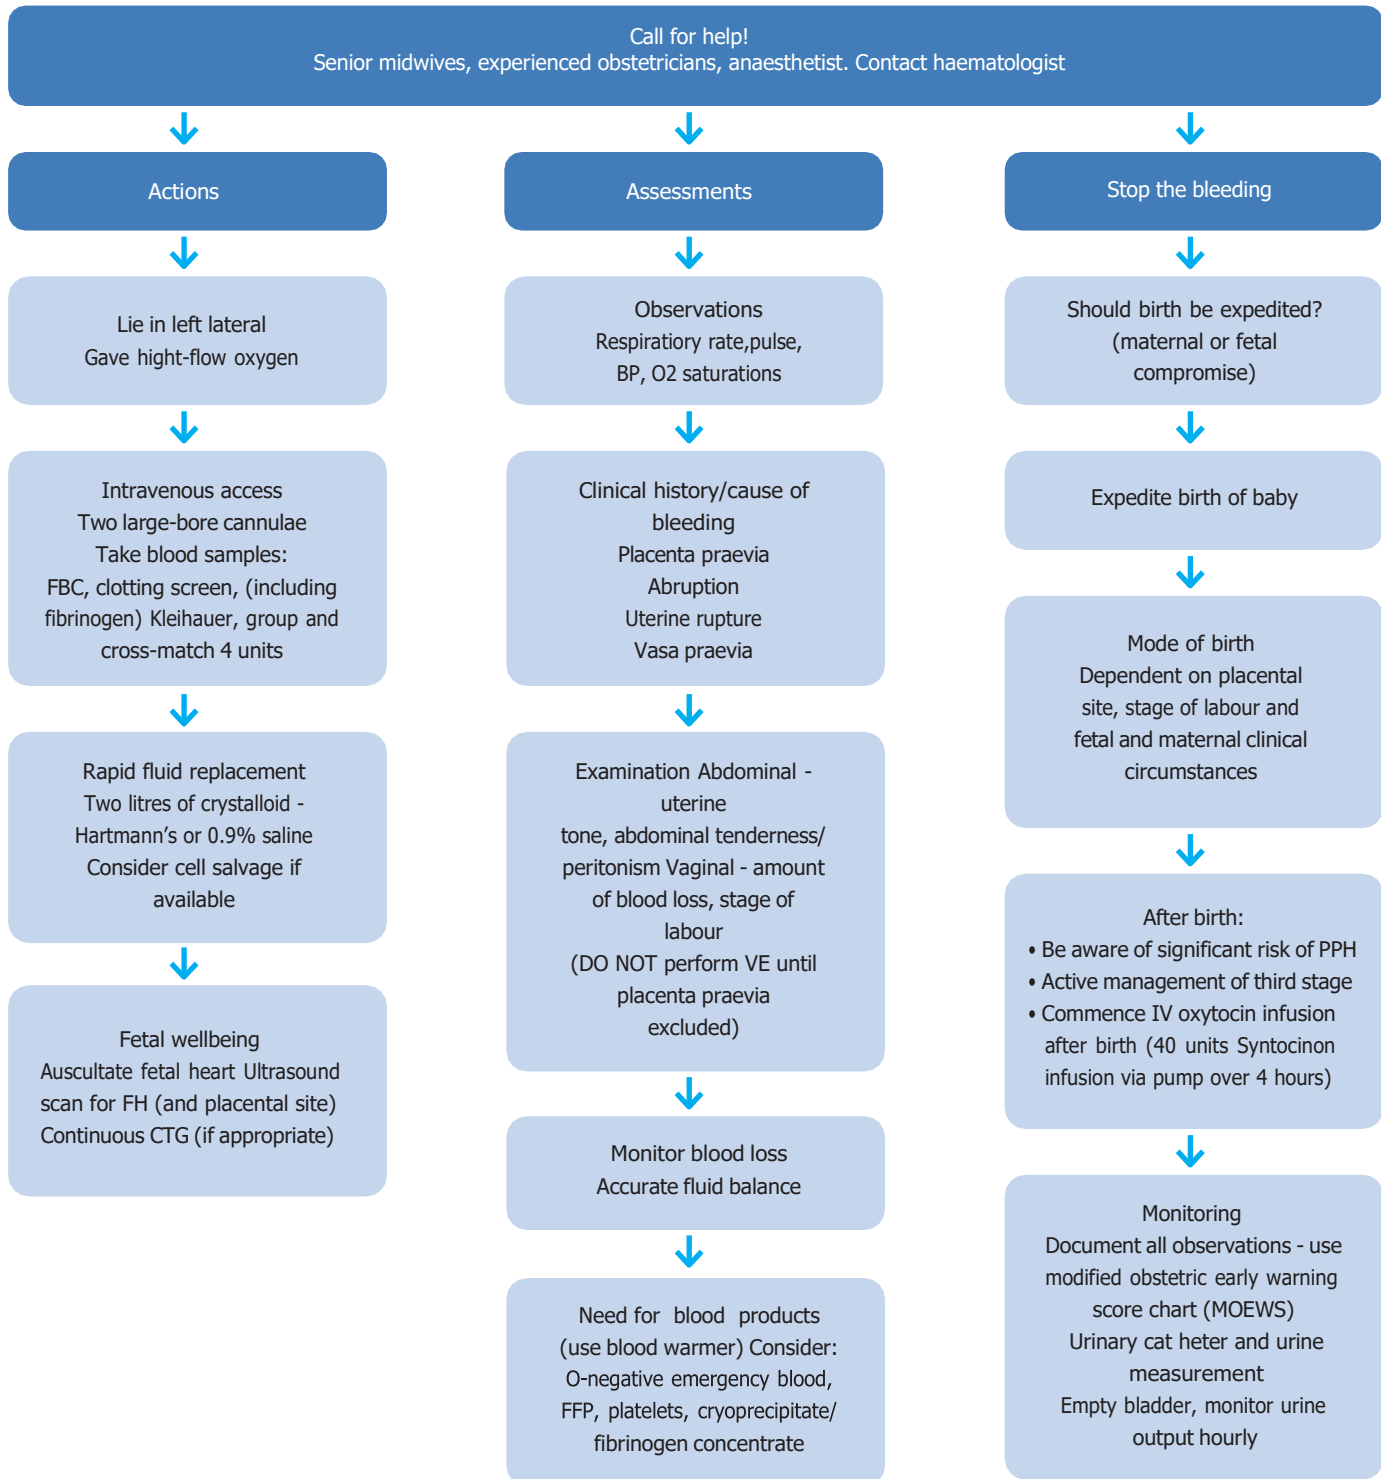 Call for help!
Senior midwives, experienced obstetricians, anaesthetist. Contact haematologist
Actions
Lie in left lateral
Gave hight-flow oxygen
Intravenous access
Two large-bore cannulae
Take blood samples:
FBC, clotting screen, (including
fibrinogen) Kleihauer, group and
cross-match 4 units
Rapid fluid replacement
Two litres of crystalloid -
Hartmann's or 0.9% saline
Consider cell salvage if
available
Fetal wellbeing
Auscultate fetal heart Ultrasound
scan for FH (and placental site)
Continuous CTG (if appropriate)
Assessments
Observations
Respiratiory rate,pulse,
BP, O2 saturations
Clinical history/cause of
bleeding
Placenta praevia
Abruption
Uterine rupture
Vasa praevia
Examination Abdominal -
uterine
tone, abdominal tenderness/
peritonism Vaginal - amount
of blood loss, stage of
labour
(DO NOT perform VE until
placenta praevia
excluded)
Monitor blood loss
Accurate fluid balance
Need for blood products
(use blood warmer) Consider:
O-negative emergency blood,
FFP, platelets, cryoprecipitate/
fibrinogen concentrate
Stop the bleeding
Should birth be expedited?
(maternal or fetal
compromise)
Expedite birth of baby
Mode of birth
Dependent on placental
site, stage of labour and
fetal and maternal clinical
circumstances
After birth:
• Be aware of significant risk of PPH
• Active management of third stage
• Commence IV oxytocin infusion
after birth (40 units Syntocinon
infusion via pump over 4 hours)
Monitoring
Document all observations - use
modified obstetric early warning
score chart (MOEWS)
Urinary cat heter and urine
measurement
Empty bladder, monitor urine
output hourly